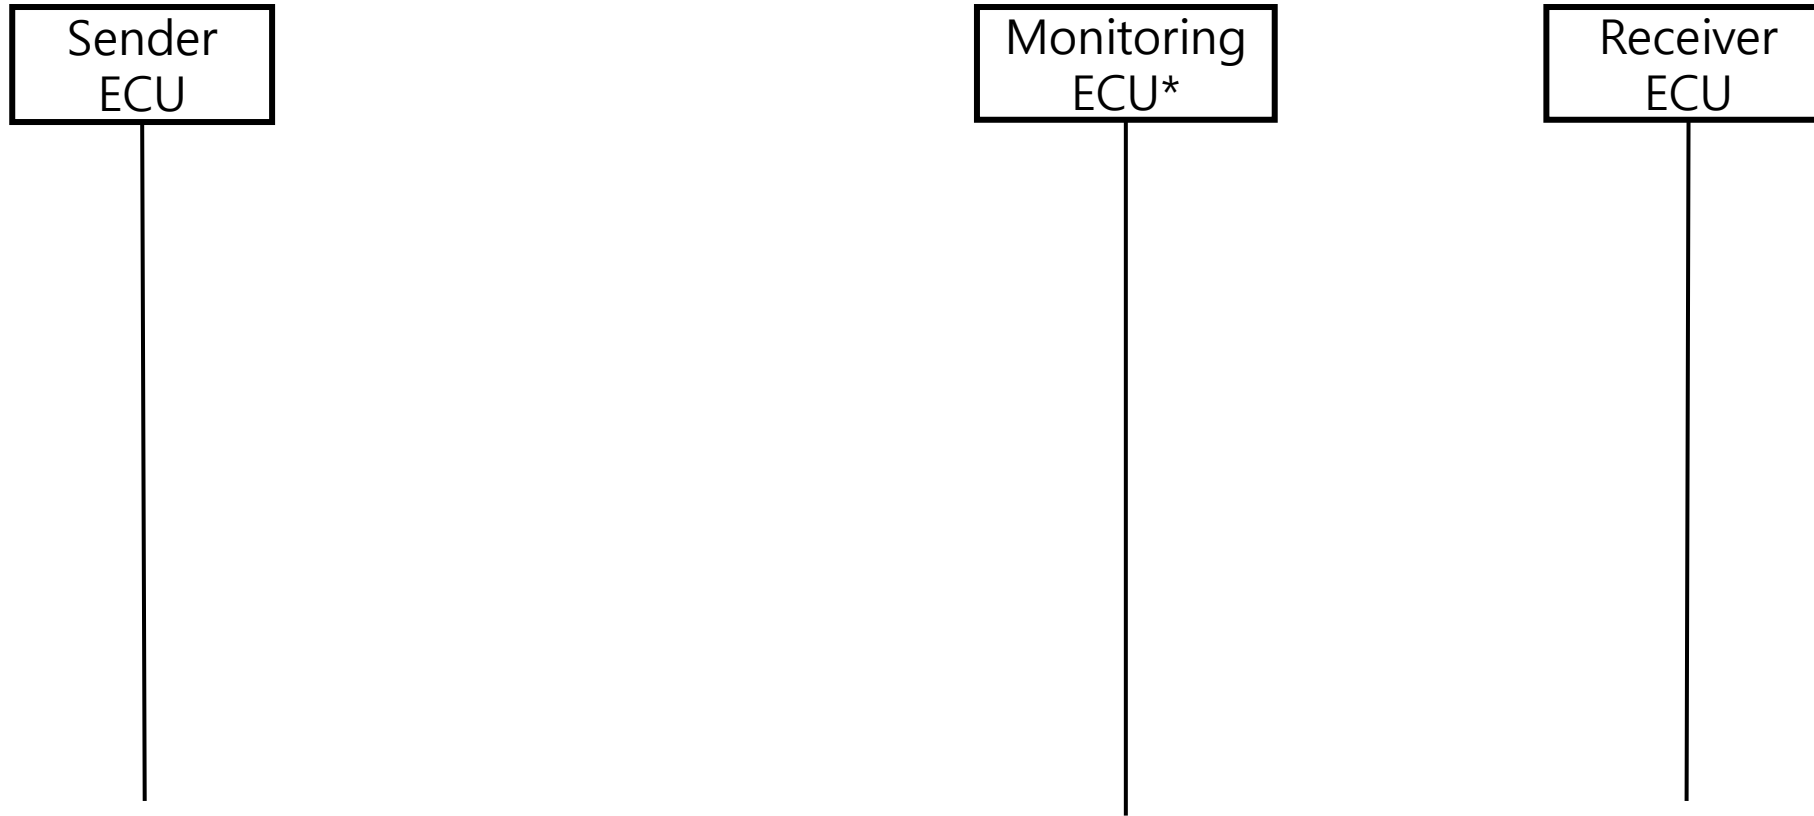 Sender
ECU
Monitoring
ECU*
Receiver
ECU